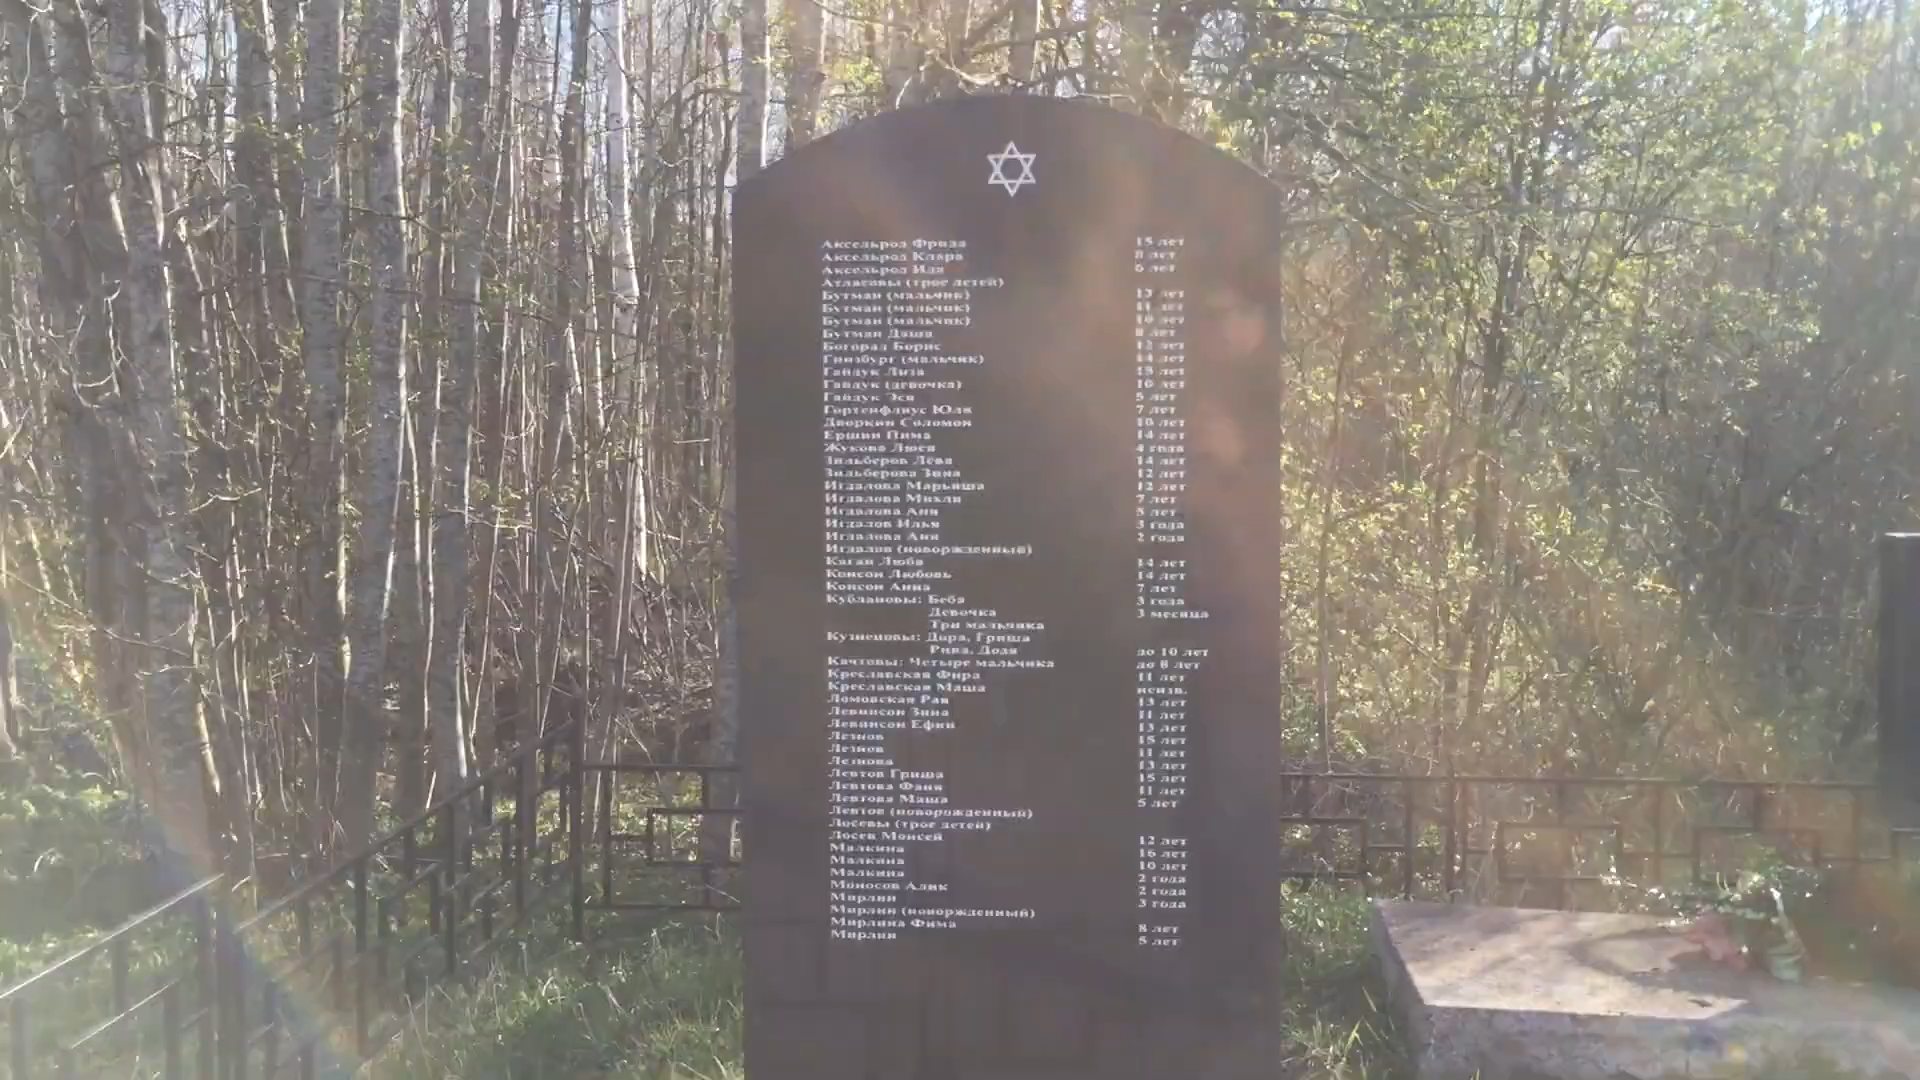 Аксельрод Фрида 15 лет
Аксельрод Клара 8 лет
Аксельрод Ида 6 лет
Атласовы (трое детей)
Бутман (мальчик) 13 лет
Бутман (мальчик) 11 лет
Бутман (мальчик) 10 лет
Бутман Даша 8 лет
Богорад Борис 12 лет
Гинзбург (мальчик) 14 лет
Гайдук Лиза 15 лет
Гайдук (девочка) 10 лет
Гайдук Эся 5 лет
Гортенфлиус Юля 7 лет
Дворкин Соломон 10 лет
Ершин Пима 14 лет
Жукова Люся 4 года
Зильберов Лёва 14 лет
Зильберова Зина 12 лет
Игдалова Марьяша 12 лет
Игдалова Михля 7 лет
Игдалова Аня 5 лет
Игдалов Илья 3 года
Игдалова Аня 2 года
Игдалов (новоржденный)
Каган Люба 14 лет
Консон Любовь 14 лет
Консон Анна 7 лет
Кублановы: Беба 3 года
Девочка 3 месяца
Три мальчика
Кузнецовы: Дора, Гриша
Рива, Додя до 10 лет
Качтовы: Четыре мальчика до 8 лет
Креславская Фира 11 лет
Креславская Маша неизв.
Ломовская Рая 13 лет
Левинсон Зина 11 лет
Левинсон Ефим 13 лет
Лезнов 15 лет
Лезнов 11 лет
Лезнова 13 лет
Левтов Гриша 15 лет
Левтова Фаня 11 лет
Левтова Маша 5 лет
Левтов (новорожденный)
Лосевы (трое детей)
Лосев Моисей 12 лет
Малкина 16 лет
Малкина 10 лет
Малкина 2 года
Моносов Алик 2 года
Мирлин 3 года
Мирлин (новоржденный)
Мирлина Фима 8 лет
Мирлин 5 лет